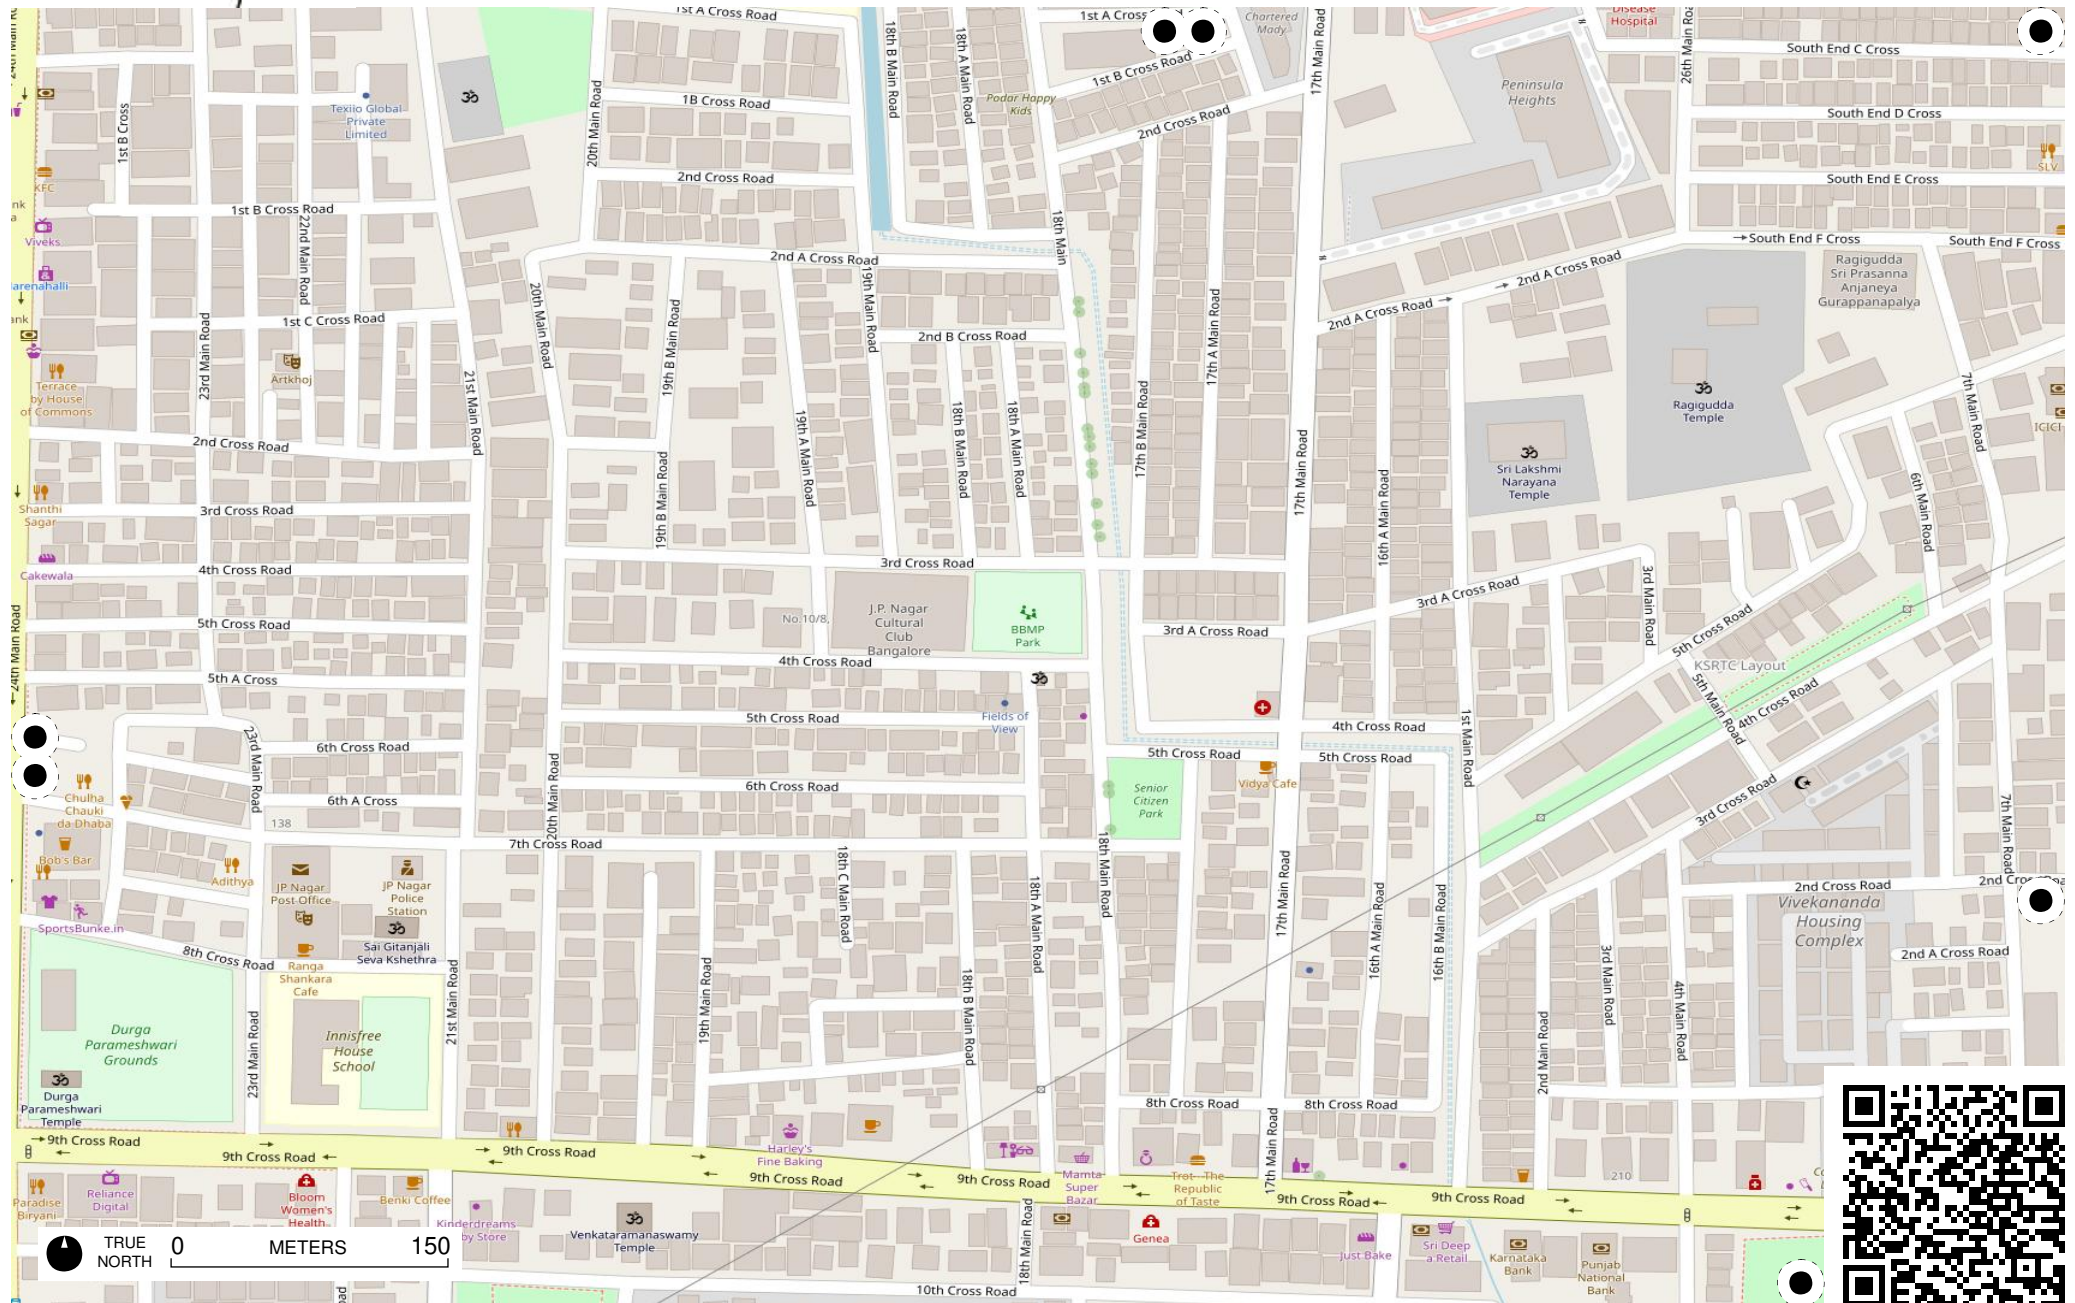 1st A Cross Road
1st A Cross
Chartered
Mady
Disease
Hospital
South End C Cross
26th Main Road
17th Main Road
18th B Main Road
18th A Main Road
1st B Cross Road
Peninsula
Heights
Podar Happy
Kids
1B Cross Road
20th Main Road
Texiio Global
Private
Limited
1st B Cross
2nd Cross Road
South End D Cross
SLV
KFC
2nd Cross Road
South End E Cross
1st B Cross Road
Viveks
22nd Main Road
18th Main
South End F Cross
South End F Cross
2nd A Cross Road
2nd A Cross Road
2nd A Cross Road
Ragigudda
Sri Prasanna
Anjaneya
Gurappanapalya
19th Main Road
20th Main Road
19th B Main Road
17th A Main Road
1st C Cross Road
23rd Main Road
2nd B Cross Road
Artkhoj
Terrace
by House
of Commons
21st Main Road
Ragigudda
Temple
7th Main Road
ICICI
17th B Main Road
18th B Main Road
18th A Main Road
19th A Main Road
2nd Cross Road
17th Main Road
16th A Main Road
Sri Lakshmi
Narayana
Temple
6th Main Road
19th B Main Road
Shanthi
Sagar
3rd Cross Road
3rd Cross Road
4th Cross Road
Cakewala
3rd A Cross Road
3rd Main Road
J.P. Nagar
Cultural
Club
Bangalore
No.10/8,
BBMP
Park
3rd A Cross Road
5th Cross Road
24th Main Road
5th Cross Road
KSRTC Layout
4th Cross Road
5th A Cross
5th Main Road
4th Cross Road
Fields of
View
5th Cross Road
4th Cross Road
1st Main Road
6th Cross Road
23rd Main Road
5th Cross Road
5th Cross Road
20th Main Road
6th Cross Road
Vidya Cafe
Senior
Citizen
Park
3rd Cross Road
7th Main Road
Chulha
Chauki
da Dhaba
6th A Cross
138
7th Cross Road
18th Main Road
18th C Main Road
Bob's Bar
Adithya
JP Nagar
Post Office
JP Nagar
Police
Station
17th Main Road
18th A Main Road
16th A Main Road
16th B Main Road
2nd Cross Road
Vivekananda
Housing
Complex
SportsBunke.in
8th Cross Road
Sai Gitanjali
Seva Kshethra
Ranga
Shankara
Cafe
2nd A Cross Road
3rd Main Road
4th Main Road
2nd Main Road
18th B Main Road
19th Main Road
21st Main Road
23rd Main Road
Durga
Parameshwari
Grounds
Innisfree
House
School
Durga
Parameshwari
Temple
8th Cross Road
8th Cross Road
17th Main Road
9th Cross Road
9th Cross Road
9th Cross Road
Harley's
Fine Baking
9th Cross Road
9th Cross Road
9th Cross Road
9th Cross Road
Mamta
Super
Bazar
Trot---The
Republic
of Taste
210
Paradise
Biryani
Reliance
Digital
Bloom
Women's
Health
Benki Coffee
Kinderdreams
by Store
Venkataramanaswamy
Temple
18th Main Road
Genea
Just Bake
Sri Deep
a Retail
Karnataka
Bank
Punjab
National
Bank
10th Cross Road
TRUE
NORTH
0 METERS 150